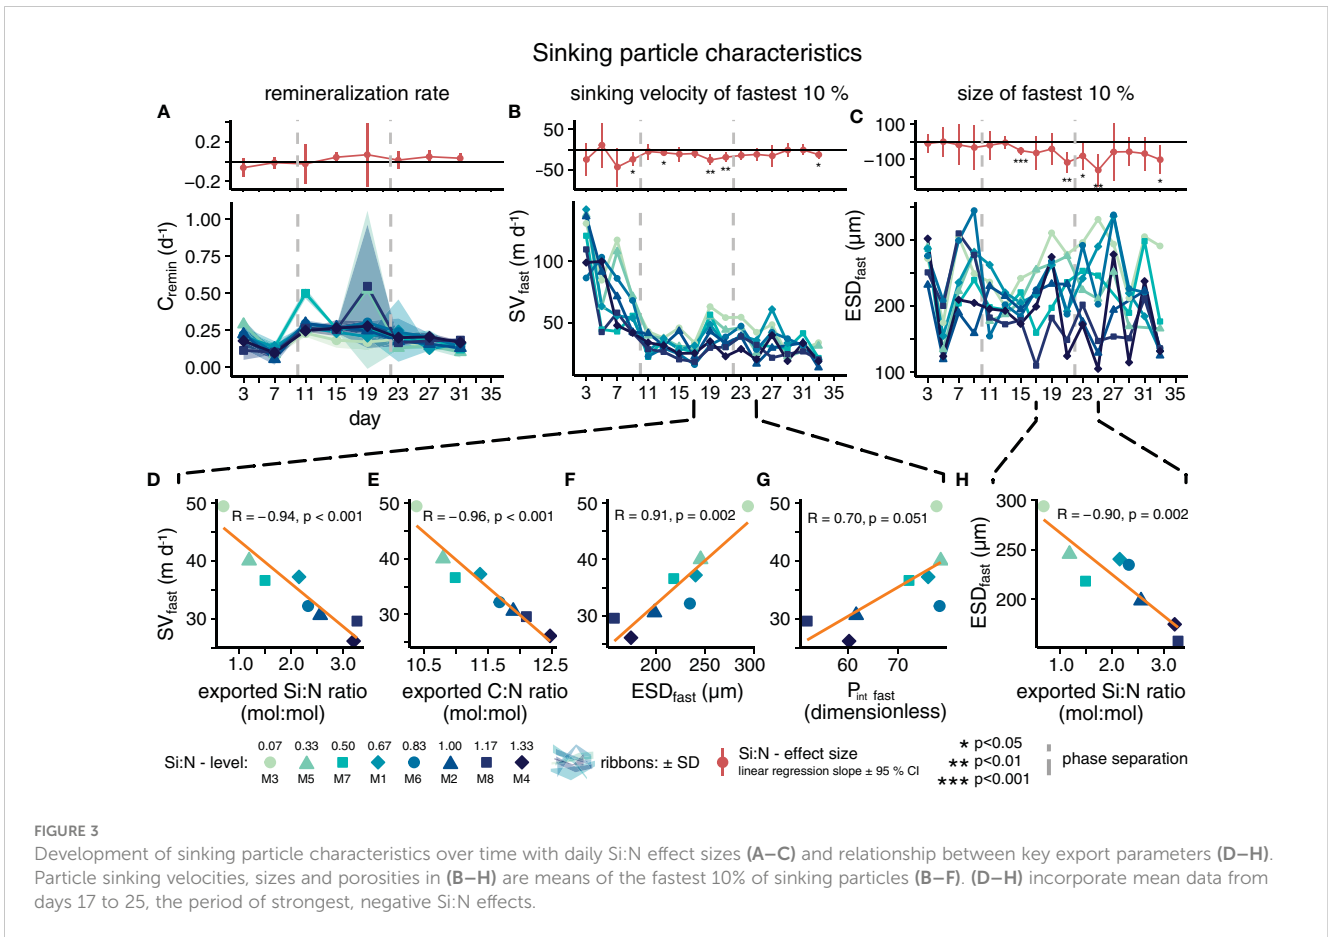 Sinking particle characteristics
A
remineralization rate
0.2
−0.2
1.00
0.75
0.50
0.25
0.00
Cremin (d-1)
3 7 11 15 19 23 27 31 35
day
B
sinking velocity of fastest 10 %
50
−50
* * ** ** *
100
50
SVfast (m d-1)
3 7 11 15 19 23 27 31 35
C
size of fastest 10 %
100
−100
*** ** * ** *
300
200
100
ESDfast (µm)
3 7 11 15 19 23 27 31 35
D
50
40
30
SVfast (m d-1)
R = −0.94, p < 0.001
1.0 2.0 3.0
exported Si:N ratio
(mol:mol)
E
50
40
30
R = −0.96, p < 0.001
10.5 11.5 12.5
exported C:N ratio
(mol:mol)
F
50
40
30
R = 0.91, p = 0.002
200 250 300
ESDfast (µm)
G
50
40
30
R = 0.70, p = 0.051
60 70
Pint fast
(dimensionless)
H
300
250
200
ESDfast (µm)
R = −0.90, p = 0.002
1.0 2.0 3.0
exported Si:N ratio
(mol:mol)
Si:N - level:
0.07 0.33 0.50 0.67 0.83 1.00 1.17 1.33
M3 M5 M7 M1 M6 M2 M8 M4
ribbons: ± SD
Si:N - effect size
linear regression slope ± 95 % CI
* p<0.05
** p<0.01
*** p<0.001
phase separation
FIGURE 3
Development of sinking particle characteristics over time with daily Si:N effect sizes (A–C) and relationship between key export parameters (D–H).
Particle sinking velocities, sizes and porosities in (B–H) are means of the fastest 10% of sinking particles (B–F). (D–H) incorporate mean data from
days 17 to 25, the period of strongest, negative Si:N effects.